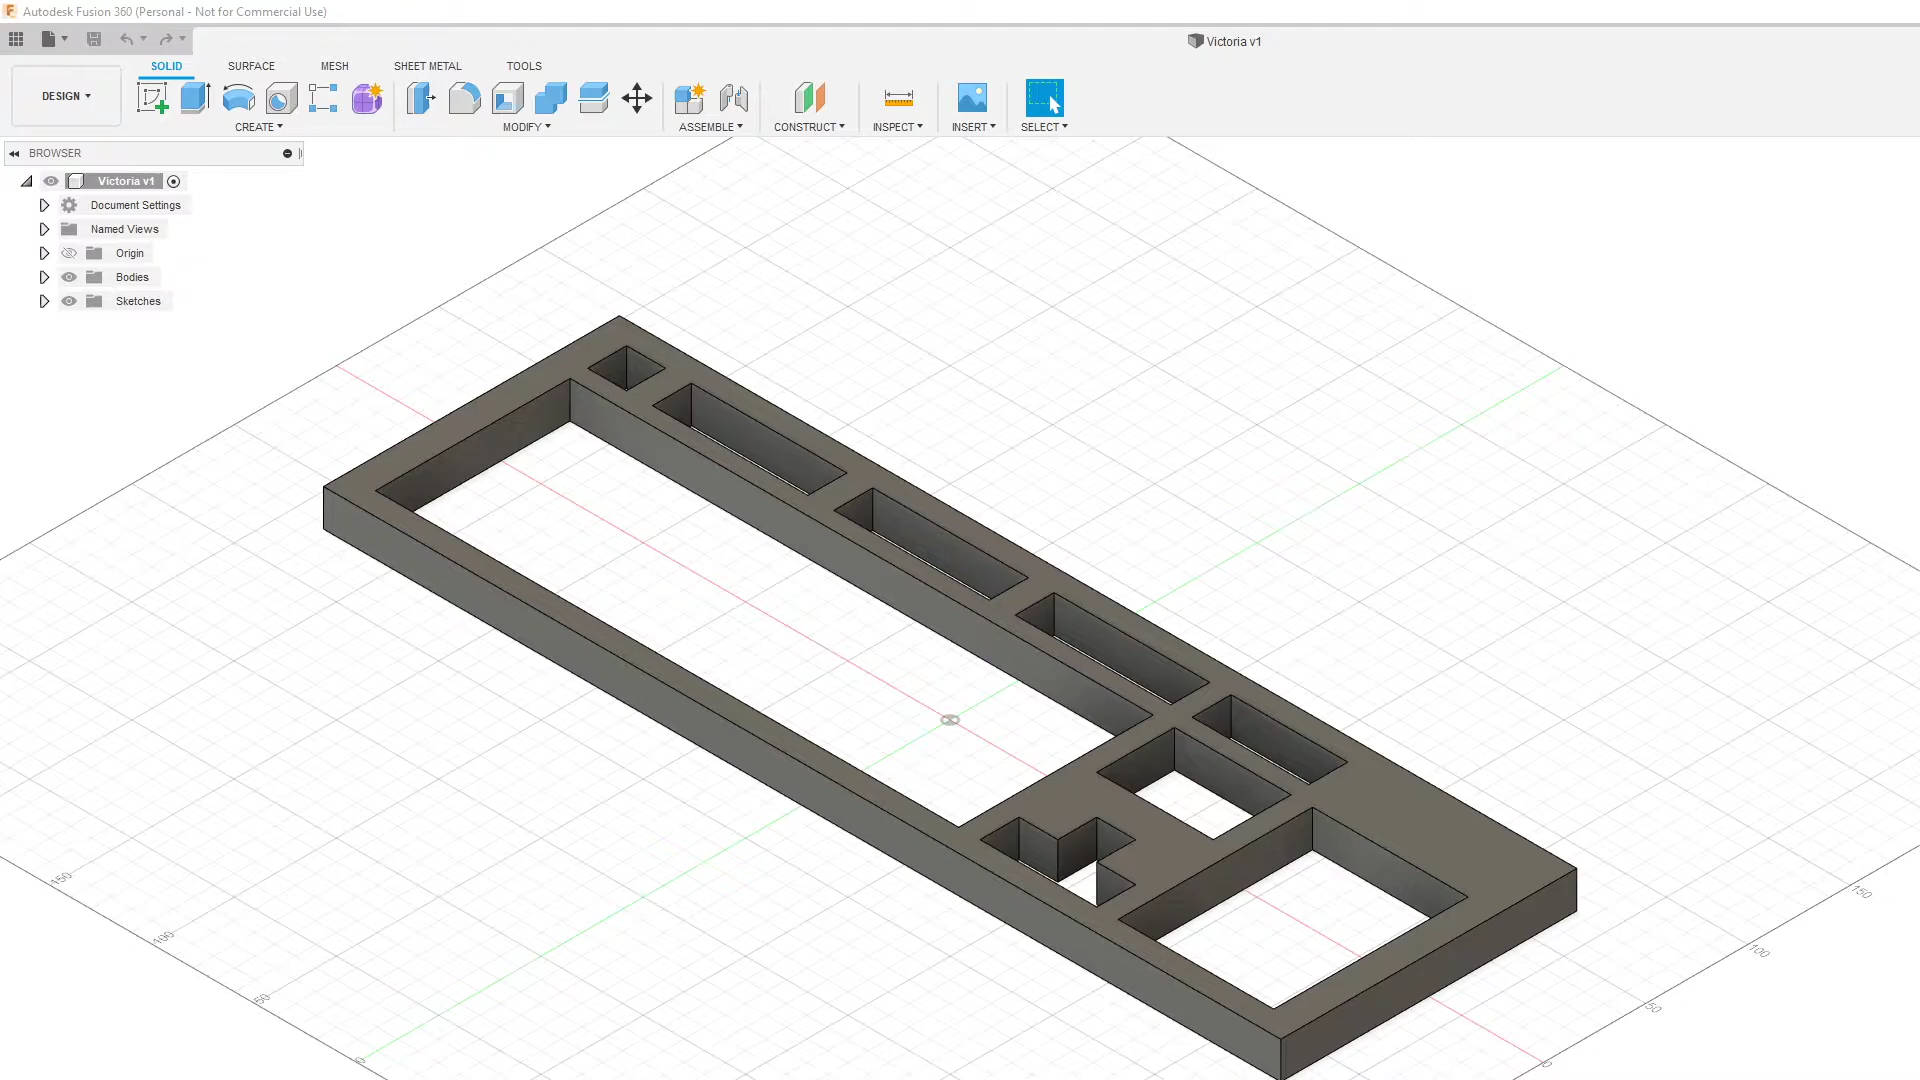 Autodesk Fusion 360 (Personal - Not for Commercial Use)
Victoria v1
SOLID SURFACE MESH SHEET METAL TOOLS
DESIGN
CREATE MODIFY ASSEMBLE CONSTRUCT INSPECT INSERT SELECT
BROWSER
Victoria v1
Document Settings
Named Views
Origin
Bodies
Sketches
150
100
50
0
150
100
50
0